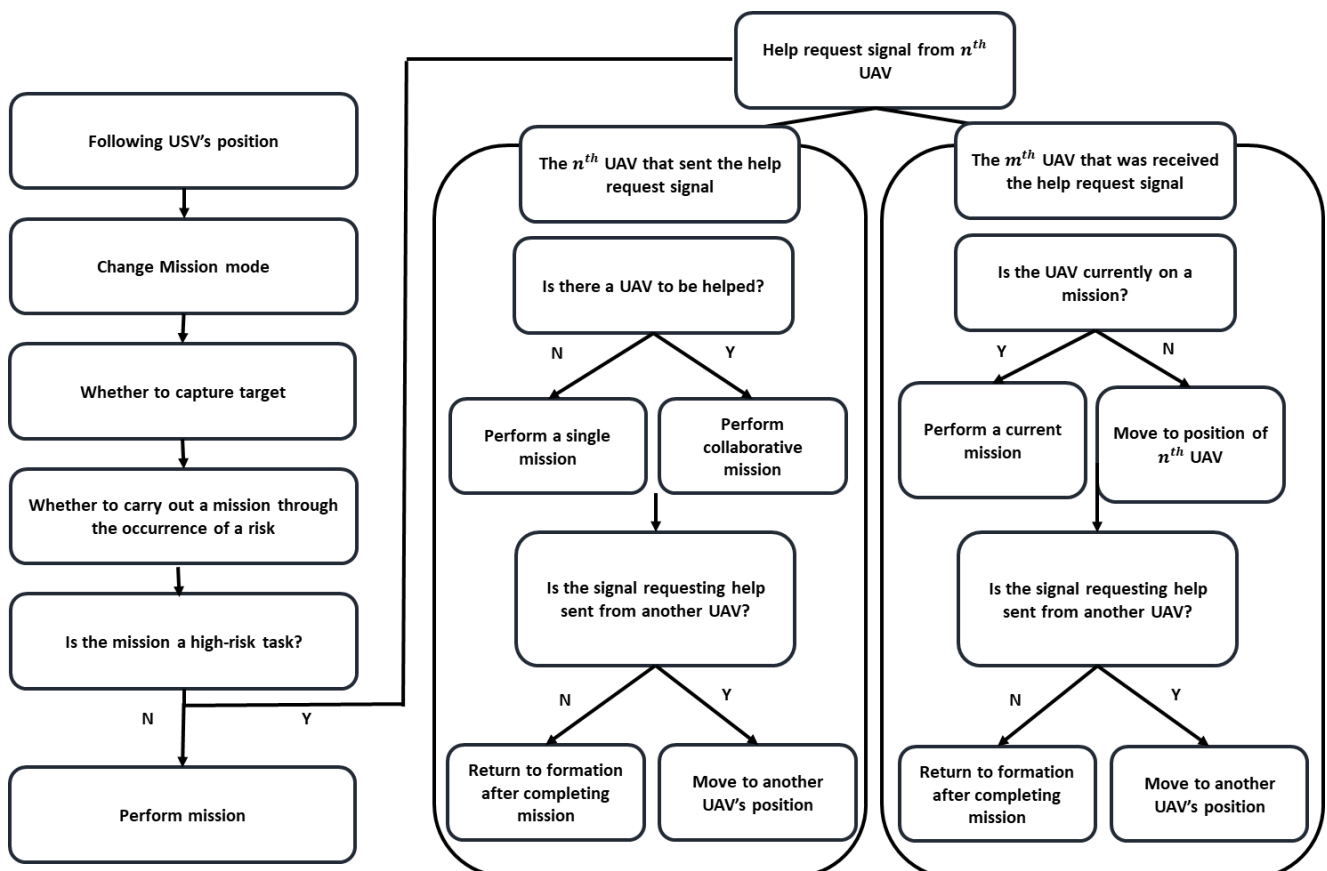 Help request signal from nᵗʰ
UAV
Following USV's position
Change Mission mode
Whether to capture target
Whether to carry out a mission through
the occurrence of a risk
Is the mission a high-risk task?
N
Y
Perform mission
The nᵗʰ UAV that sent the help
request signal
Is there a UAV to be helped?
N
Y
Perform a single
mission
Perform
collaborative
mission
Is the signal requesting help
sent from another UAV?
N
Y
Return to formation
after completing
mission
Move to another
UAV's position
The mᵗʰ UAV that was received
the help request signal
Is the UAV currently on a
mission?
Y
N
Perform a current
mission
Move to position of
nᵗʰ UAV
Is the signal requesting help
sent from another UAV?
N
Y
Return to formation
after completing
mission
Move to another
UAV's position